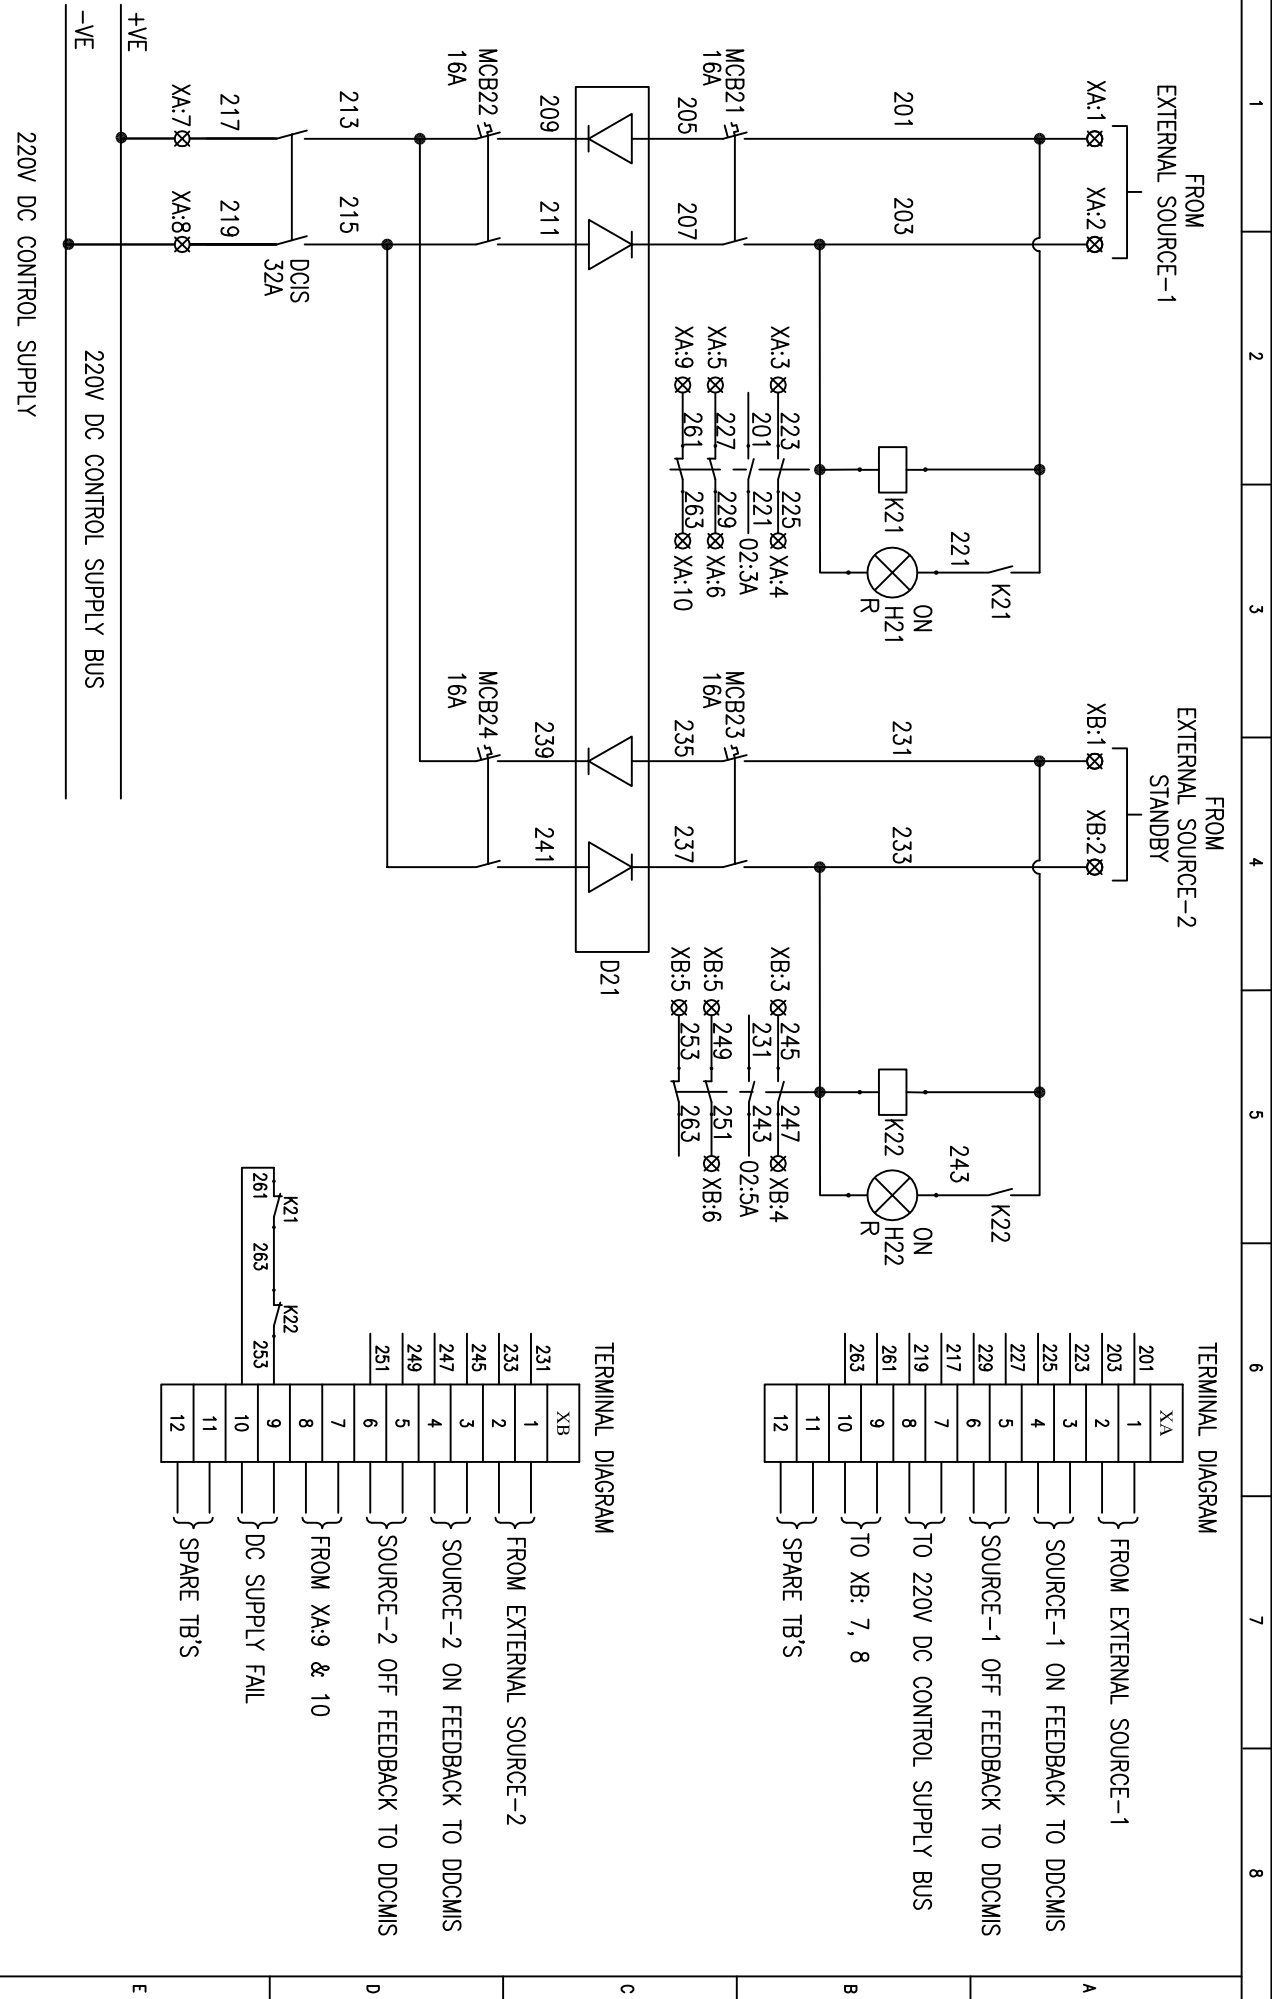 1
2
3
4
5
6
7
8
A
B
C
D
E
FROM
EXTERNAL SOURCE-1
XA:1
XA:2
201
203
K21
221
ON
H21
R
K21
MCB21
16A
205
207
XA:3
223
225
XA:4
201
221
02:3A
XA:5
227
229
XA:6
XA:9
261
263
XA:10
209
211
MCB22
16A
213
215
DCIS
32A
217
219
XA:7
XA:8
+VE
-VE
220V DC CONTROL SUPPLY BUS
220V DC CONTROL SUPPLY
FROM
EXTERNAL SOURCE-2
STANDBY
XB:1
XB:2
231
233
K22
243
ON
H22
R
K22
MCB23
16A
235
237
XB:3
245
247
XB:4
231
243
02:5A
XB:5
249
251
XB:6
XB:5
253
263
D21
239
241
MCB24
16A
TERMINAL DIAGRAM
XA
201 1
203 2
FROM EXTERNAL SOURCE-1
223 3
225 4
SOURCE-1 ON FEEDBACK TO DDCMIS
227 5
229 6
SOURCE-1 OFF FEEDBACK TO DDCMIS
217 7
219 8
TO 220V DC CONTROL SUPPLY BUS
261 9
263 10
TO XB: 7, 8
11
12
SPARE TB'S
TERMINAL DIAGRAM
XB
231 1
233 2
FROM EXTERNAL SOURCE-2
245 3
247 4
SOURCE-2 ON FEEDBACK TO DDCMIS
249 5
251 6
SOURCE-2 OFF FEEDBACK TO DDCMIS
7
8
FROM XA:9 & 10
K21
K22
261
263
253
9
10
DC SUPPLY FAIL
11
12
SPARE TB'S